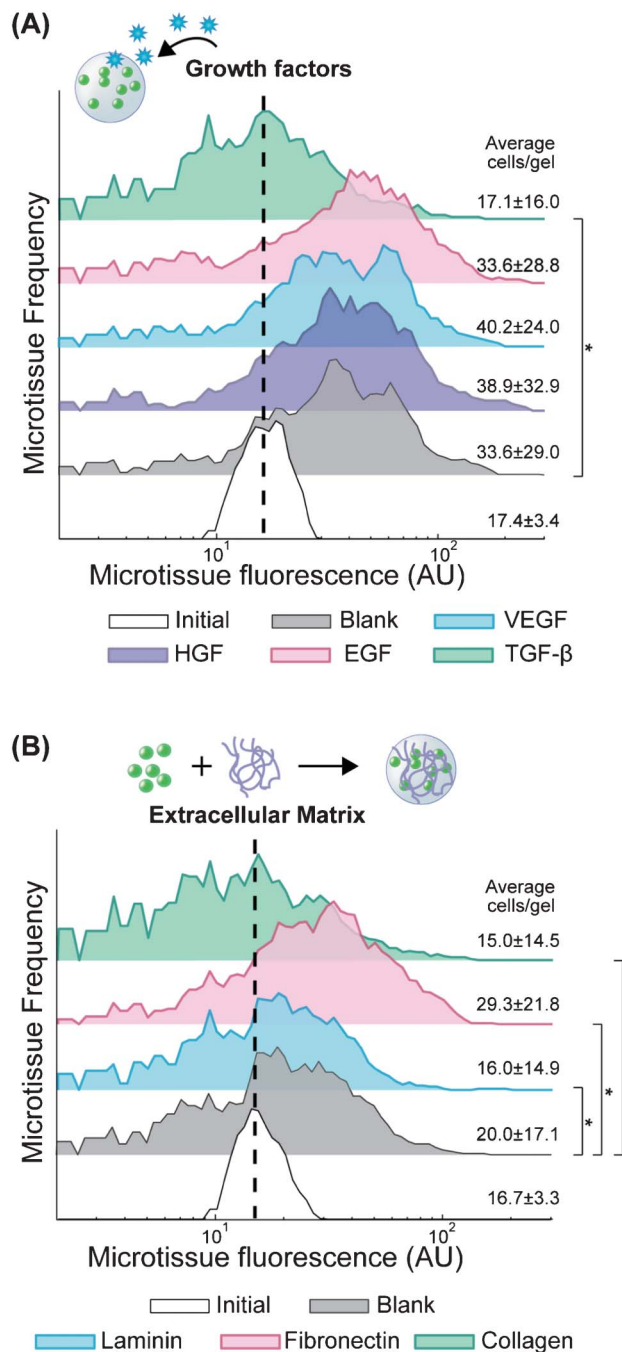 (A)
Growth factors
Average
cells/gel
17.1±16.0
33.6±28.8
40.2±24.0
38.9±32.9
33.6±29.0
17.4±3.4
*
Microtissue Frequency
10¹
10²
Microtissue fluorescence (AU)
Initial
Blank
VEGF
HGF
EGF
TGF-β
(B)
+
Extracellular Matrix
Average
cells/gel
15.0±14.5
29.3±21.8
16.0±14.9
20.0±17.1
16.7±3.3
*
*
Microtissue Frequency
10¹
10²
Microtissue fluorescence (AU)
Initial
Blank
Laminin
Fibronectin
Collagen